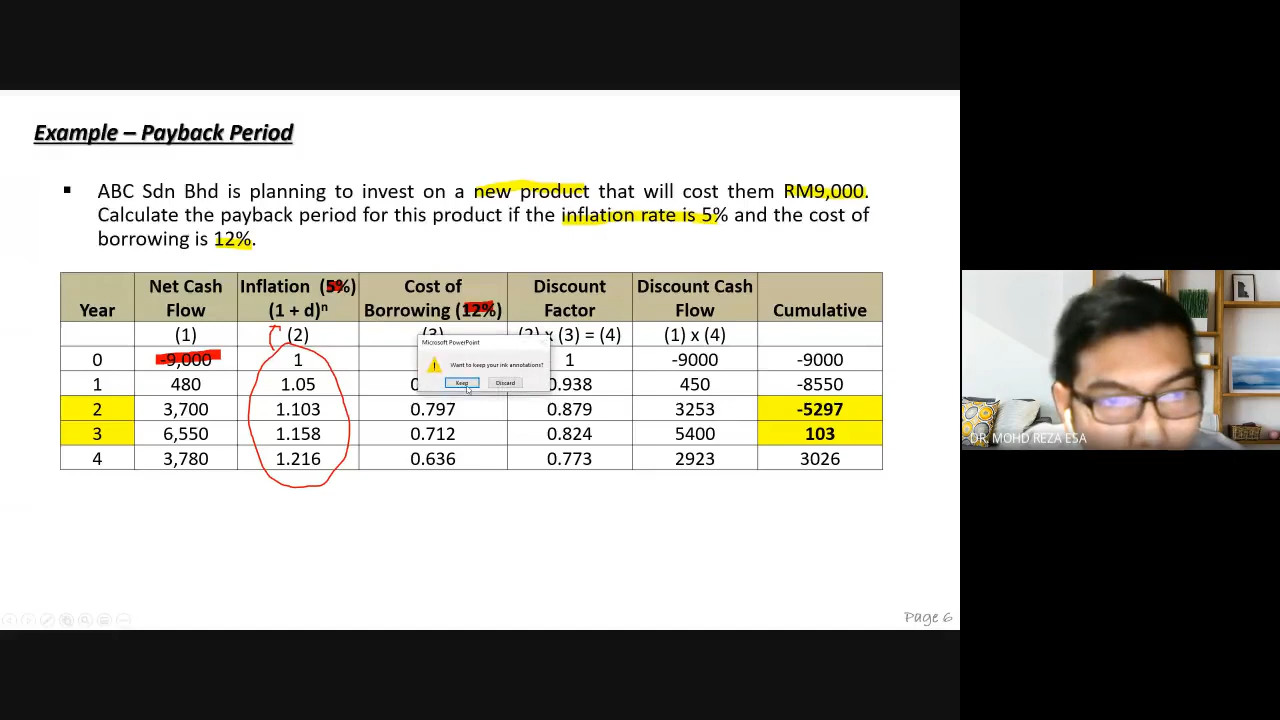 Example – Payback Period
▪ ABC Sdn Bhd is planning to invest on a new product that will cost them RM9,000.
Calculate the payback period for this product if the inflation rate is 5% and the cost of
borrowing is 12%.
Year Net Cash Flow Inflation (5%) (1 + d)ⁿ Cost of Borrowing (12%) Discount Factor Discount Cash Flow Cumulative
(1) (2) (3) (2) x (3) = (4) (1) x (4)
0 -9,000 1 1 -9000 -9000
1 480 1.05 0.938 450 -8550
2 3,700 1.103 0.797 0.879 3253 -5297
3 6,550 1.158 0.712 0.824 5400 103
4 3,780 1.216 0.636 0.773 2923 3026
Microsoft PowerPoint
Want to keep your ink annotations?
Keep Discard
DR. MOHD REZA ESA
Page 6